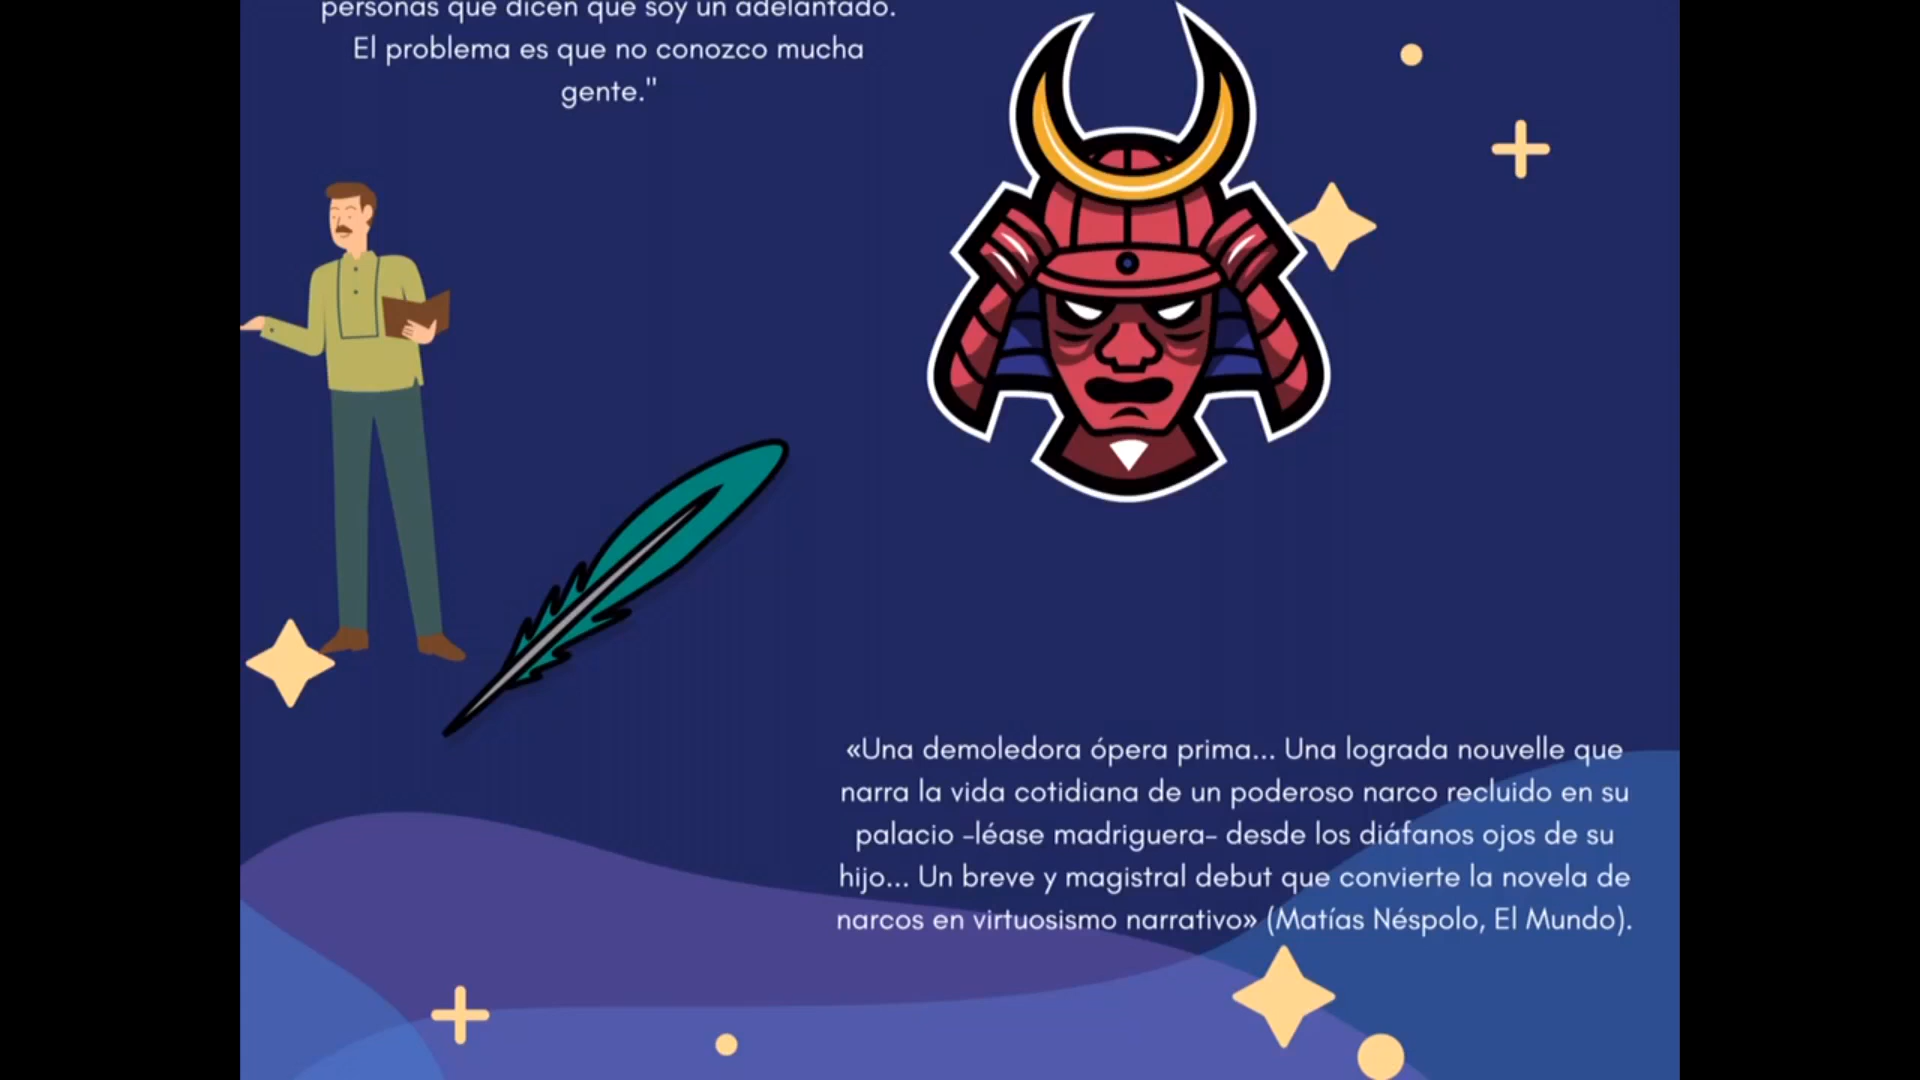 personas que dicen que soy un adelantado.
El problema es que no conozco mucha
gente."
«Una demoledora ópera prima... Una lograda nouvelle que
narra la vida cotidiana de un poderoso narco recluido en su
palacio –léase madriguera– desde los diáfanos ojos de su
hijo... Un breve y magistral debut que convierte la novela de
narcos en virtuosismo narrativo» (Matías Néspolo, El Mundo).